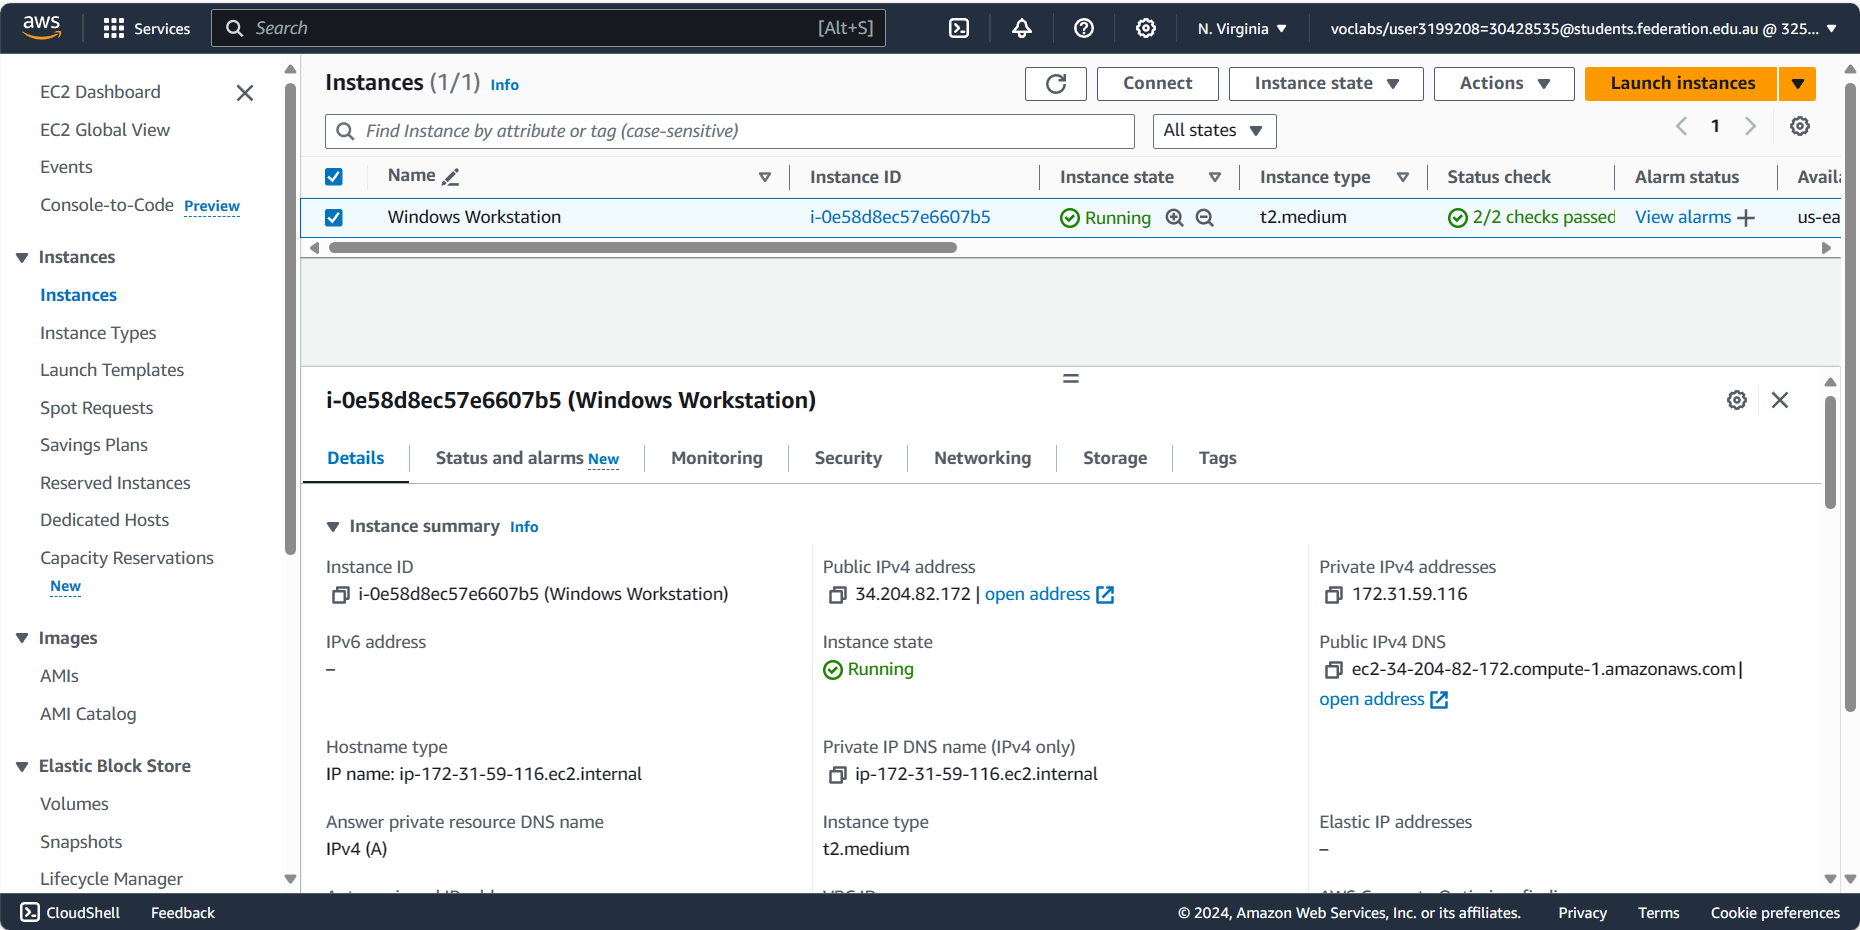 aws
Services
Search [Alt+S]
N. Virginia
voclabs/user3199208=30428535@students.federation.edu.au @ 325...
EC2 Dashboard
EC2 Global View
Events
Console-to-Code Preview
Instances
Instances
Instance Types
Launch Templates
Spot Requests
Savings Plans
Reserved Instances
Dedicated Hosts
Capacity Reservations
New
Images
AMIs
AMI Catalog
Elastic Block Store
Volumes
Snapshots
Lifecycle Manager
Instances (1/1) Info
Connect
Instance state
Actions
Launch instances
Find Instance by attribute or tag (case-sensitive)
All states
1
Name Instance ID Instance state Instance type Status check Alarm status
Windows Workstation i-0e58d8ec57e6607b5 Running t2.medium 2/2 checks passed View alarms + us-ea
i-0e58d8ec57e6607b5 (Windows Workstation)
Details
Status and alarms New
Monitoring
Security
Networking
Storage
Tags
Instance summary Info
Instance ID
i-0e58d8ec57e6607b5 (Windows Workstation)
Public IPv4 address
34.204.82.172 | open address
Private IPv4 addresses
172.31.59.116
IPv6 address
–
Instance state
Running
Public IPv4 DNS
ec2-34-204-82-172.compute-1.amazonaws.com |
open address
Hostname type
IP name: ip-172-31-59-116.ec2.internal
Private IP DNS name (IPv4 only)
ip-172-31-59-116.ec2.internal
Answer private resource DNS name
IPv4 (A)
Instance type
t2.medium
Elastic IP addresses
–
CloudShell
Feedback
© 2024, Amazon Web Services, Inc. or its affiliates.
Privacy
Terms
Cookie preferences